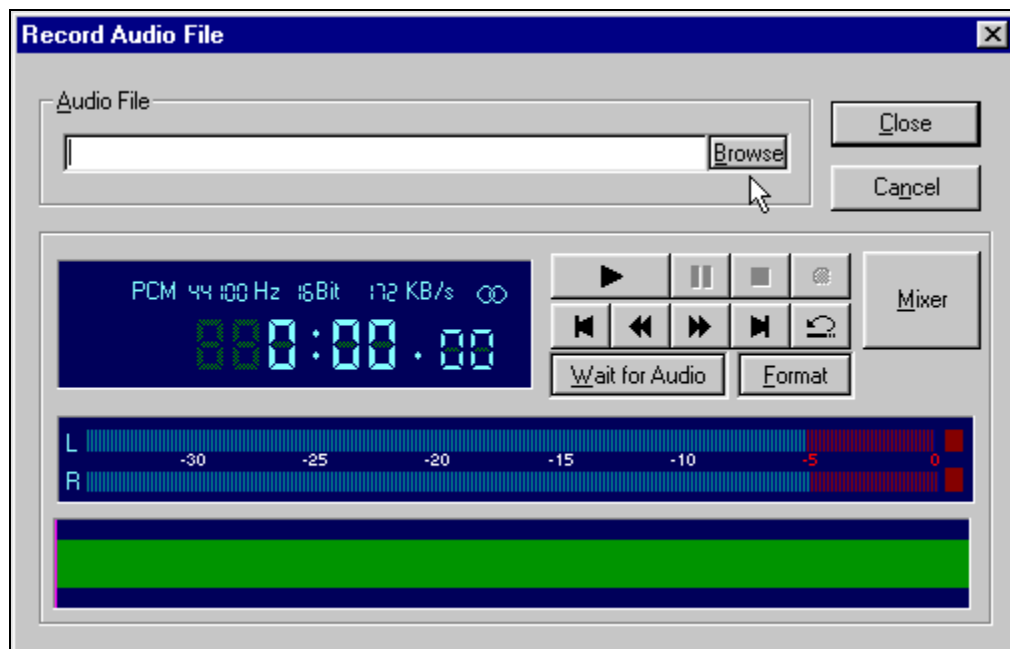 Record Audio File
Audio File
Browse
Close
Cancel
PCM 44100 Hz 16Bit 172 KB/s
0:00.00
Mixer
Wait for Audio
Format
L
-30 -25 -20 -15 -10 -5 0
R